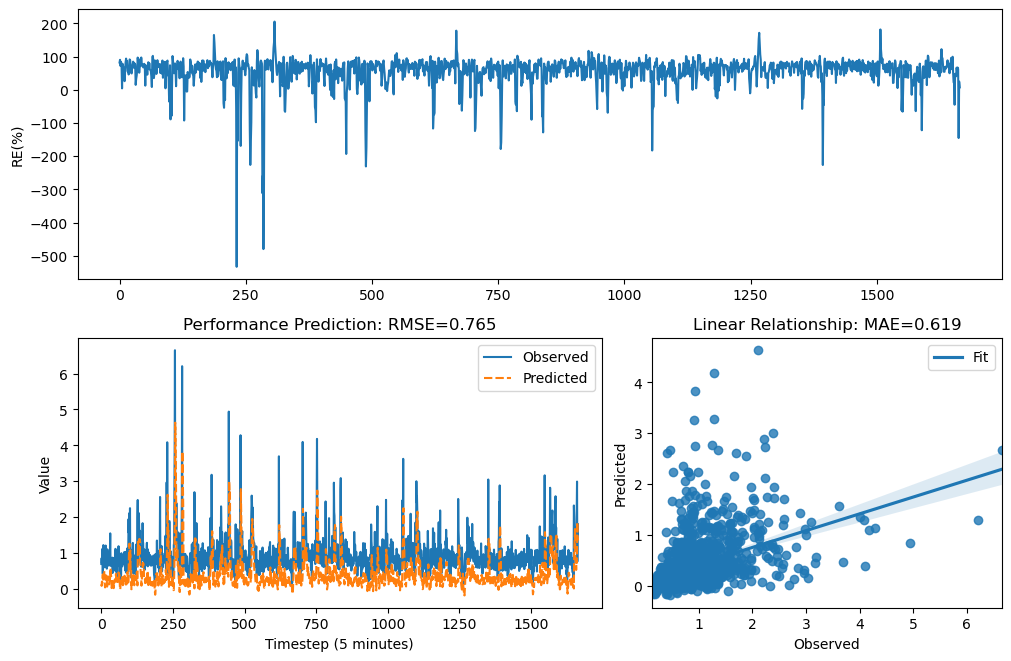 200
100
0
−100
−200
−300
−400
−500
RE(%)
0 250 500 750 1000 1250 1500
Performance Prediction: RMSE=0.765
Observed
Predicted
6
5
4
3
2
1
0
Value
0 250 500 750 1000 1250 1500
Timestep (5 minutes)
Linear Relationship: MAE=0.619
Fit
4
3
2
1
0
Predicted
1 2 3 4 5 6
Observed